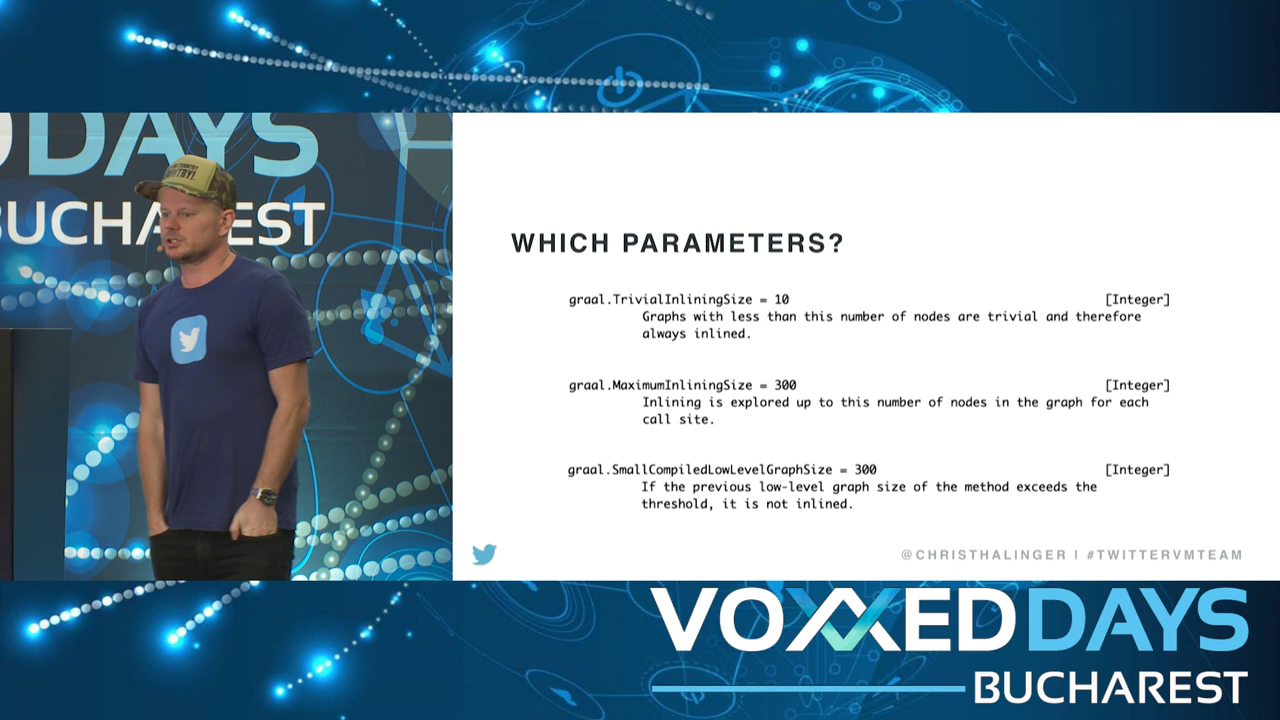 DAYS
BUCHAREST
WHICH PARAMETERS?
graal.TrivialInliningSize = 10 [Integer]
Graphs with less than this number of nodes are trivial and therefore
always inlined.
graal.MaximumInliningSize = 300 [Integer]
Inlining is explored up to this number of nodes in the graph for each
call site.
graal.SmallCompiledLowLevelGraphSize = 300 [Integer]
If the previous low-level graph size of the method exceeds the
threshold, it is not inlined.
@CHRISTHALINGER | #TWITTERVMTEAM
VOXXED DAYS
BUCHAREST